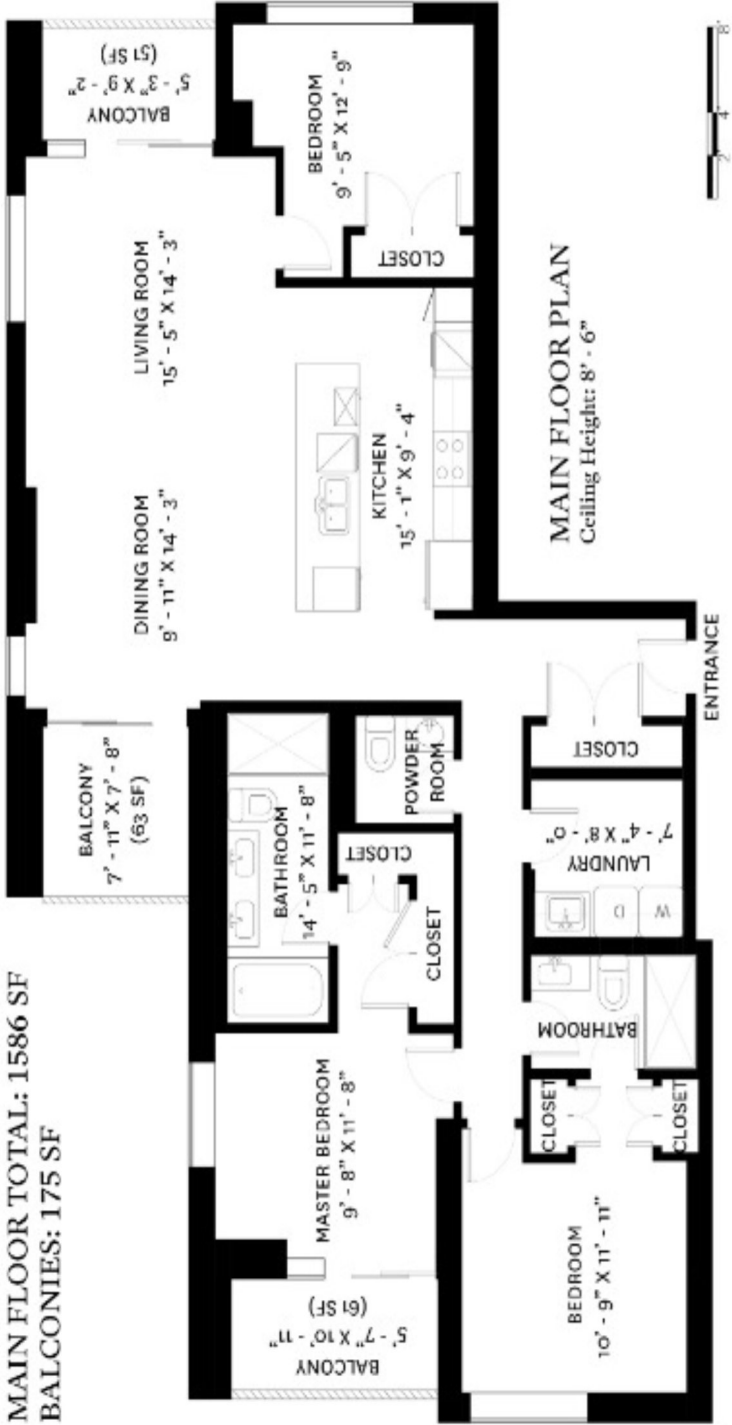 MAIN FLOOR TOTAL: 1586 SF
BALCONIES: 175 SF
BALCONY
7' - 11" X 7' - 8"
(63 SF)
DINING ROOM
9' - 11" X 14' - 3"
LIVING ROOM
15' - 5" X 14' - 3"
BALCONY
5' - 3" X 9' - 2"
(51 SF)
BATHROOM
14' - 5" X 11' - 8"
KITCHEN
15' - 1" X 9' - 4"
BEDROOM
9' - 5" X 12' - 9"
CLOSET
BALCONY
5' - 7" X 10' - 11"
(61 SF)
MASTER BEDROOM
9' - 8" X 11' - 8"
CLOSET
CLOSET
POWDER
ROOM
BEDROOM
10' - 9" X 11' - 11"
CLOSET
CLOSET
BATHROOM
LAUNDRY
7' - 4" X 8' - 0"
W
D
CLOSET
ENTRANCE
MAIN FLOOR PLAN
Ceiling Height: 8' - 6"
2
4
8'